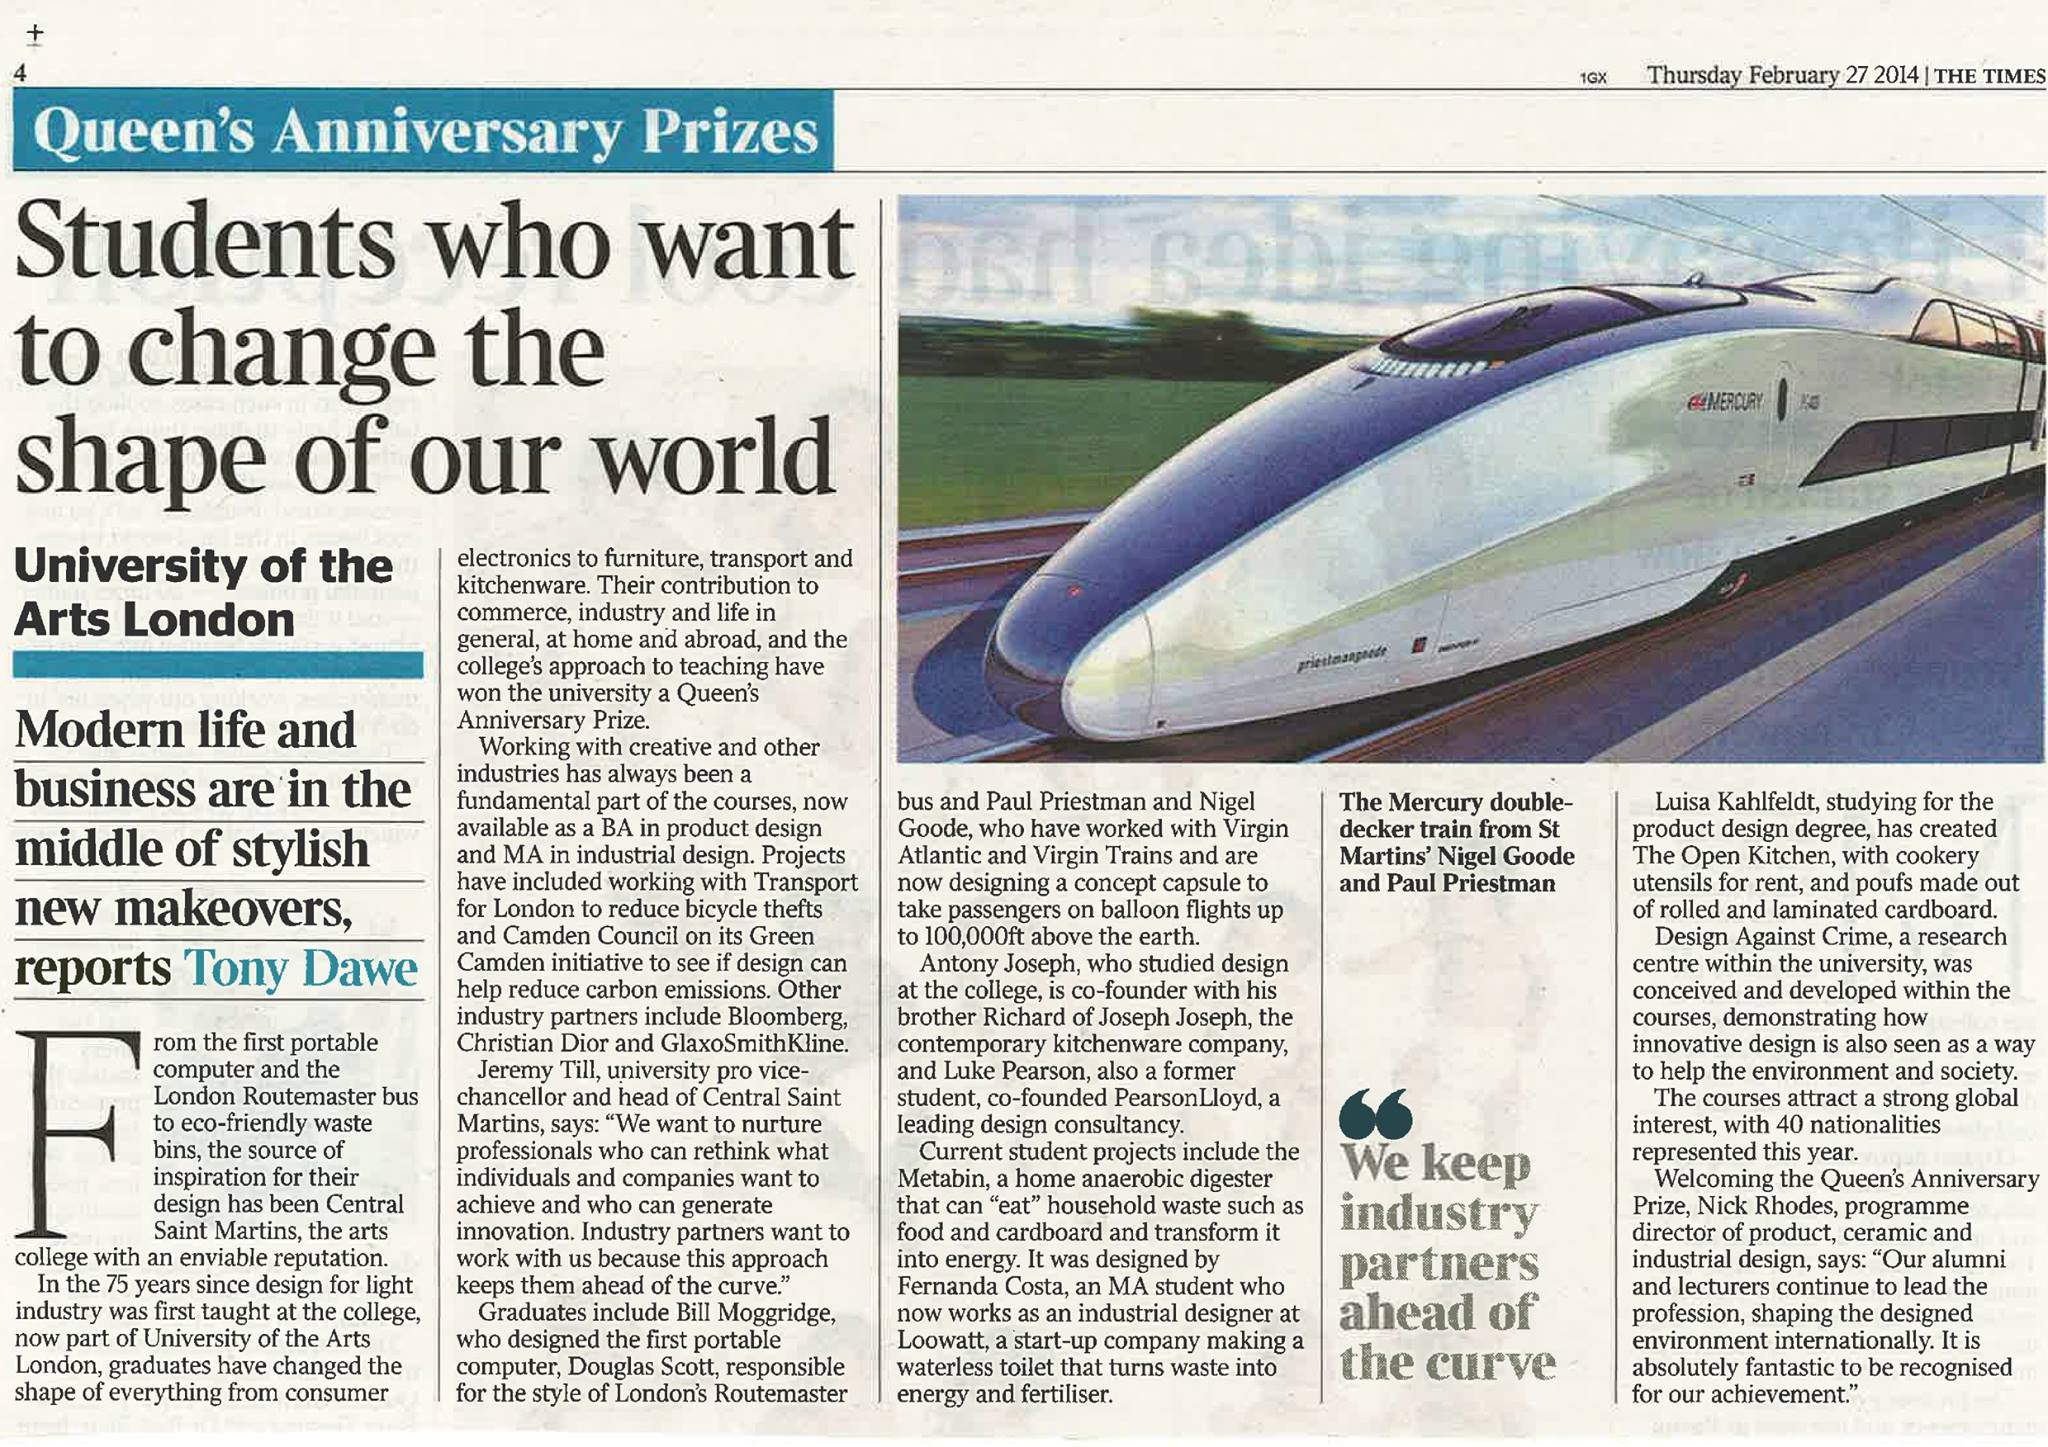 4
1GX Thursday February 27 2014 | THE TIMES
Queen's Anniversary Prizes
Students who want
to change the
shape of our world
University of the
Arts London
Modern life and
business are in the
middle of stylish
new makeovers,
reports Tony Dawe
From the first portable
computer and the
London Routemaster bus
to eco-friendly waste
bins, the source of
inspiration for their
design has been Central
Saint Martins, the arts
college with an enviable reputation.
In the 75 years since design for light
industry was first taught at the college,
now part of University of the Arts
London, graduates have changed the
shape of everything from consumer
electronics to furniture, transport and
kitchenware. Their contribution to
commerce, industry and life in
general, at home and abroad, and the
college's approach to teaching have
won the university a Queen's
Anniversary Prize.
Working with creative and other
industries has always been a
fundamental part of the courses, now
available as a BA in product design
and MA in industrial design. Projects
have included working with Transport
for London to reduce bicycle thefts
and Camden Council on its Green
Camden initiative to see if design can
help reduce carbon emissions. Other
industry partners include Bloomberg,
Christian Dior and GlaxoSmithKline.
Jeremy Till, university pro vice-
chancellor and head of Central Saint
Martins, says: "We want to nurture
professionals who can rethink what
individuals and companies want to
achieve and who can generate
innovation. Industry partners want to
work with us because this approach
keeps them ahead of the curve."
Graduates include Bill Moggridge,
who designed the first portable
computer, Douglas Scott, responsible
for the style of London's Routemaster
MERCURY
priestmangoode
bus and Paul Priestman and Nigel
Goode, who have worked with Virgin
Atlantic and Virgin Trains and are
now designing a concept capsule to
take passengers on balloon flights up
to 100,000ft above the earth.
Antony Joseph, who studied design
at the college, is co-founder with his
brother Richard of Joseph Joseph, the
contemporary kitchenware company,
and Luke Pearson, also a former
student, co-founded PearsonLloyd, a
leading design consultancy.
Current student projects include the
Metabin, a home anaerobic digester
that can "eat" household waste such as
food and cardboard and transform it
into energy. It was designed by
Fernanda Costa, an MA student who
now works as an industrial designer at
Loowatt, a start-up company making a
waterless toilet that turns waste into
energy and fertiliser.
The Mercury double-
decker train from St
Martins' Nigel Goode
and Paul Priestman
“
We keep
industry
partners
ahead of
the curve
Luisa Kahlfeldt, studying for the
product design degree, has created
The Open Kitchen, with cookery
utensils for rent, and poufs made out
of rolled and laminated cardboard.
Design Against Crime, a research
centre within the university, was
conceived and developed within the
courses, demonstrating how
innovative design is also seen as a way
to help the environment and society.
The courses attract a strong global
interest, with 40 nationalities
represented this year.
Welcoming the Queen's Anniversary
Prize, Nick Rhodes, programme
director of product, ceramic and
industrial design, says: "Our alumni
and lecturers continue to lead the
profession, shaping the designed
environment internationally. It is
absolutely fantastic to be recognised
for our achievement."